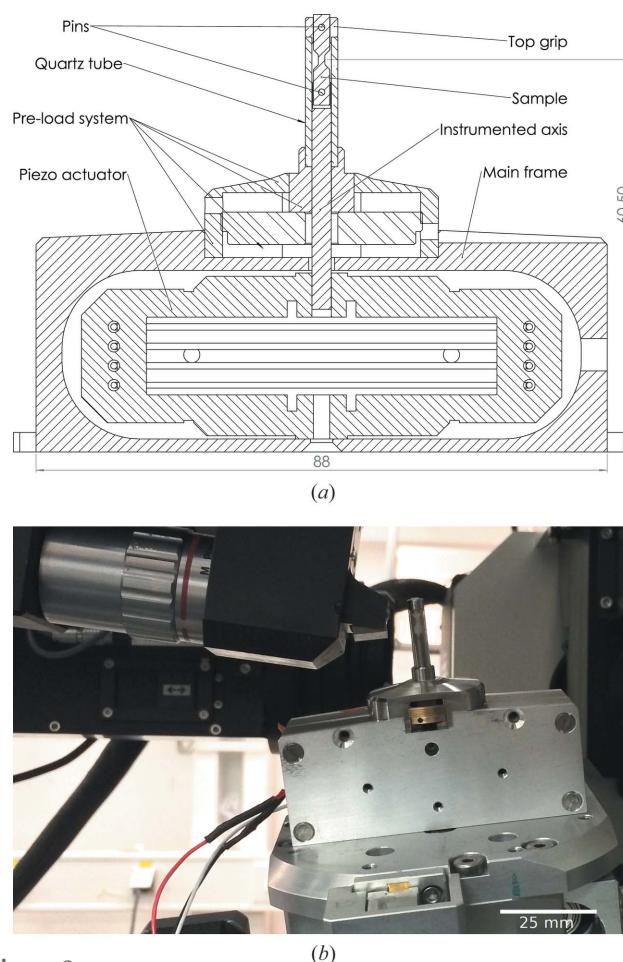 Pins
Top grip
Quartz tube
Sample
Pre-load system
Instrumented axis
Piezo actuator
Main frame
88
(a)
M
25 mm
(b)